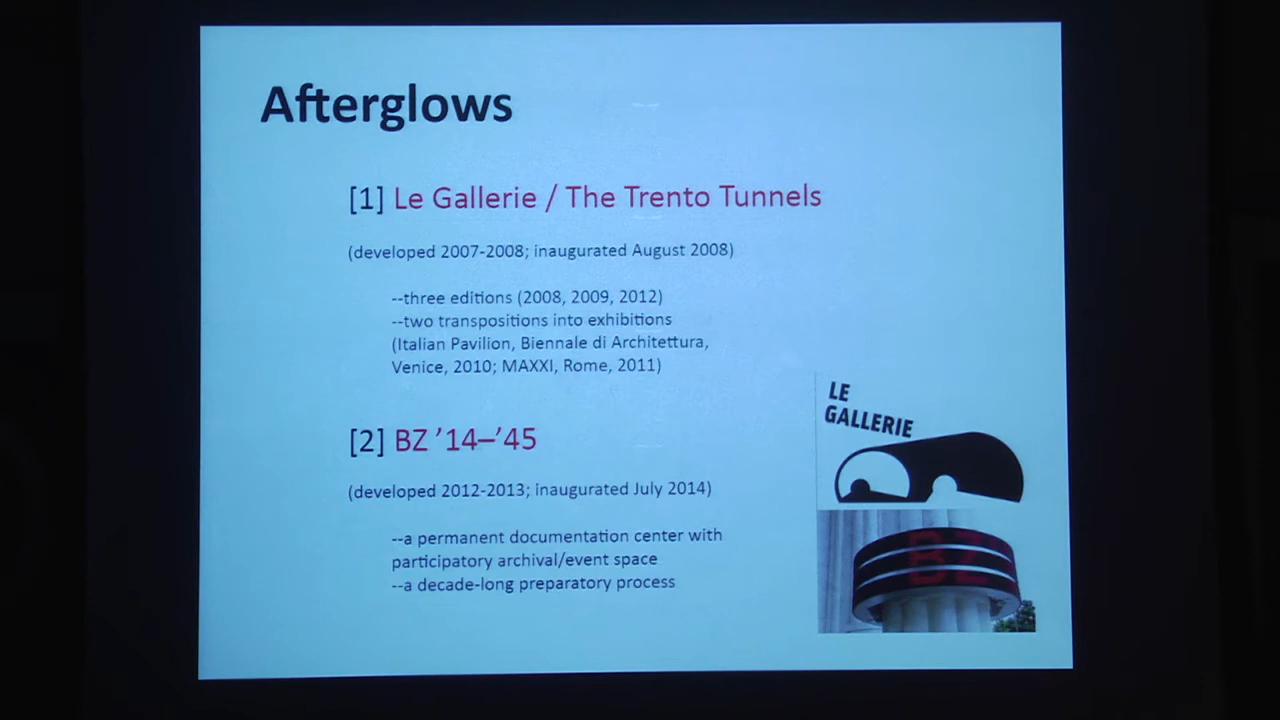 Afterglows
[1] Le Gallerie / The Trento Tunnels
(developed 2007-2008; inaugurated August 2008)
--three editions (2008, 2009, 2012)
--two transpositions into exhibitions
(Italian Pavilion, Biennale di Architettura,
Venice, 2010; MAXXI, Rome, 2011)
[2] BZ ’14–’45
(developed 2012-2013; inaugurated July 2014)
--a permanent documentation center with
participatory archival/event space
--a decade-long preparatory process
LE
GALLERIE
BZ